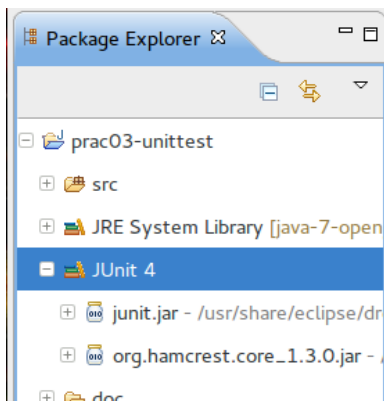 Package Explorer
prac03-unittest
src
JRE System Library [java-7-open
JUnit 4
junit.jar - /usr/share/eclipse/dr
org.hamcrest.core_1.3.0.jar -
doc